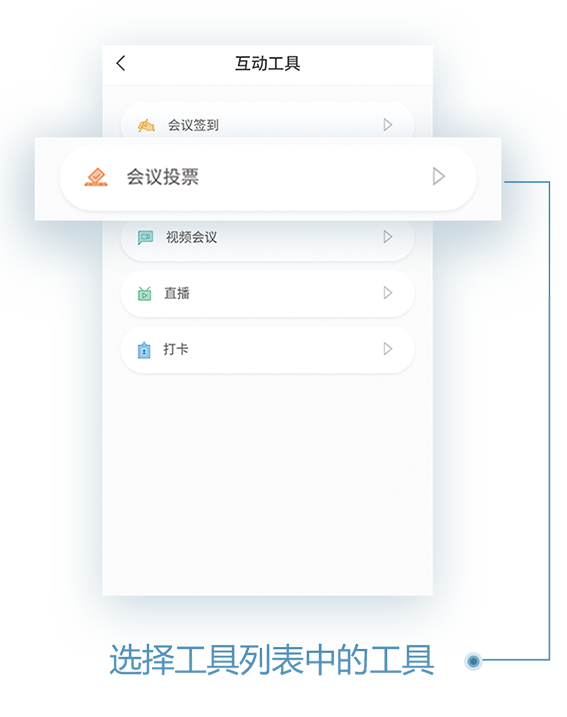 互动工具
会议签到
会议投票
视频会议
直播
打卡
选择工具列表中的工具